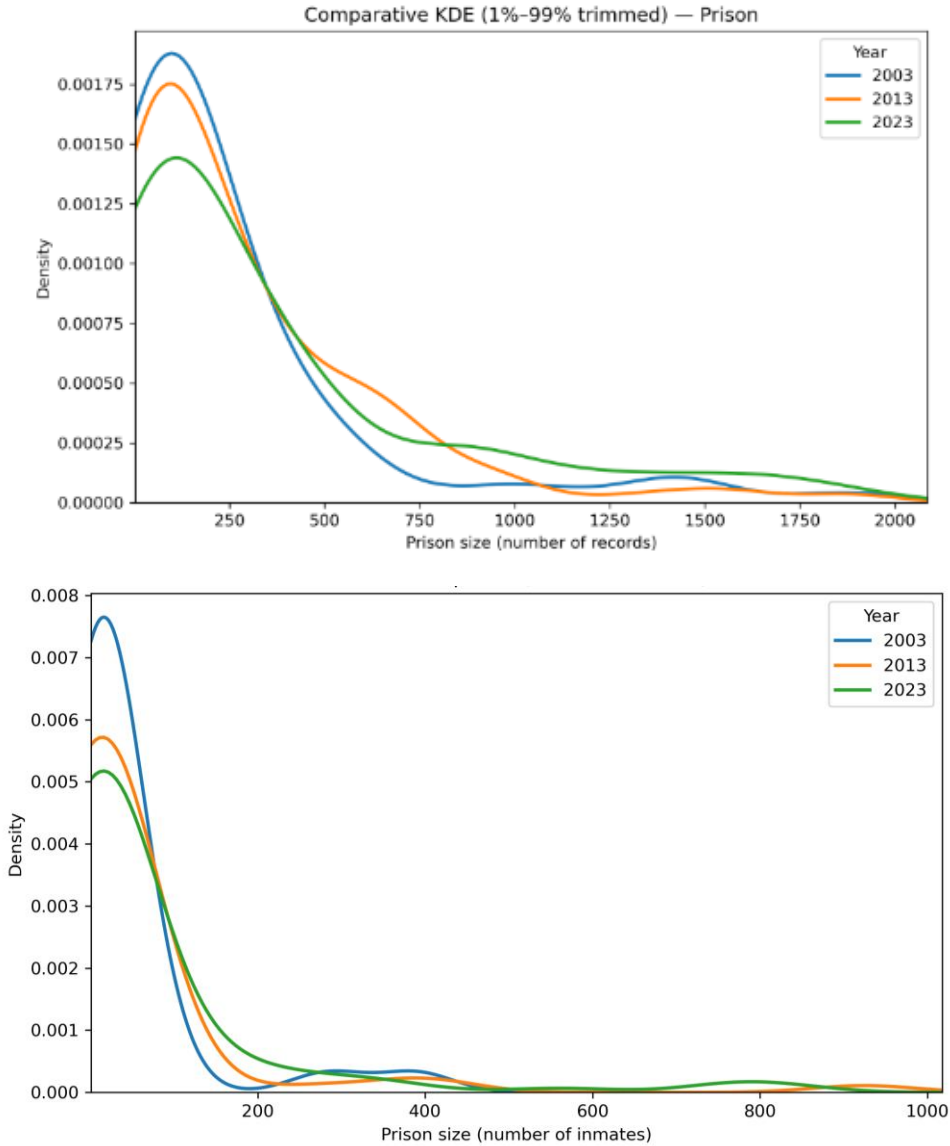 Comparative KDE (1%–99% trimmed) — Prison
Year
2003
2013
2023
0.00175
0.00150
0.00125
0.00100
0.00075
0.00050
0.00025
0.00000
Density
250 500 750 1000 1250 1500 1750 2000
Prison size (number of records)
Year
2003
2013
2023
0.008
0.007
0.006
0.005
0.004
0.003
0.002
0.001
0.000
Density
200 400 600 800 1000
Prison size (number of inmates)